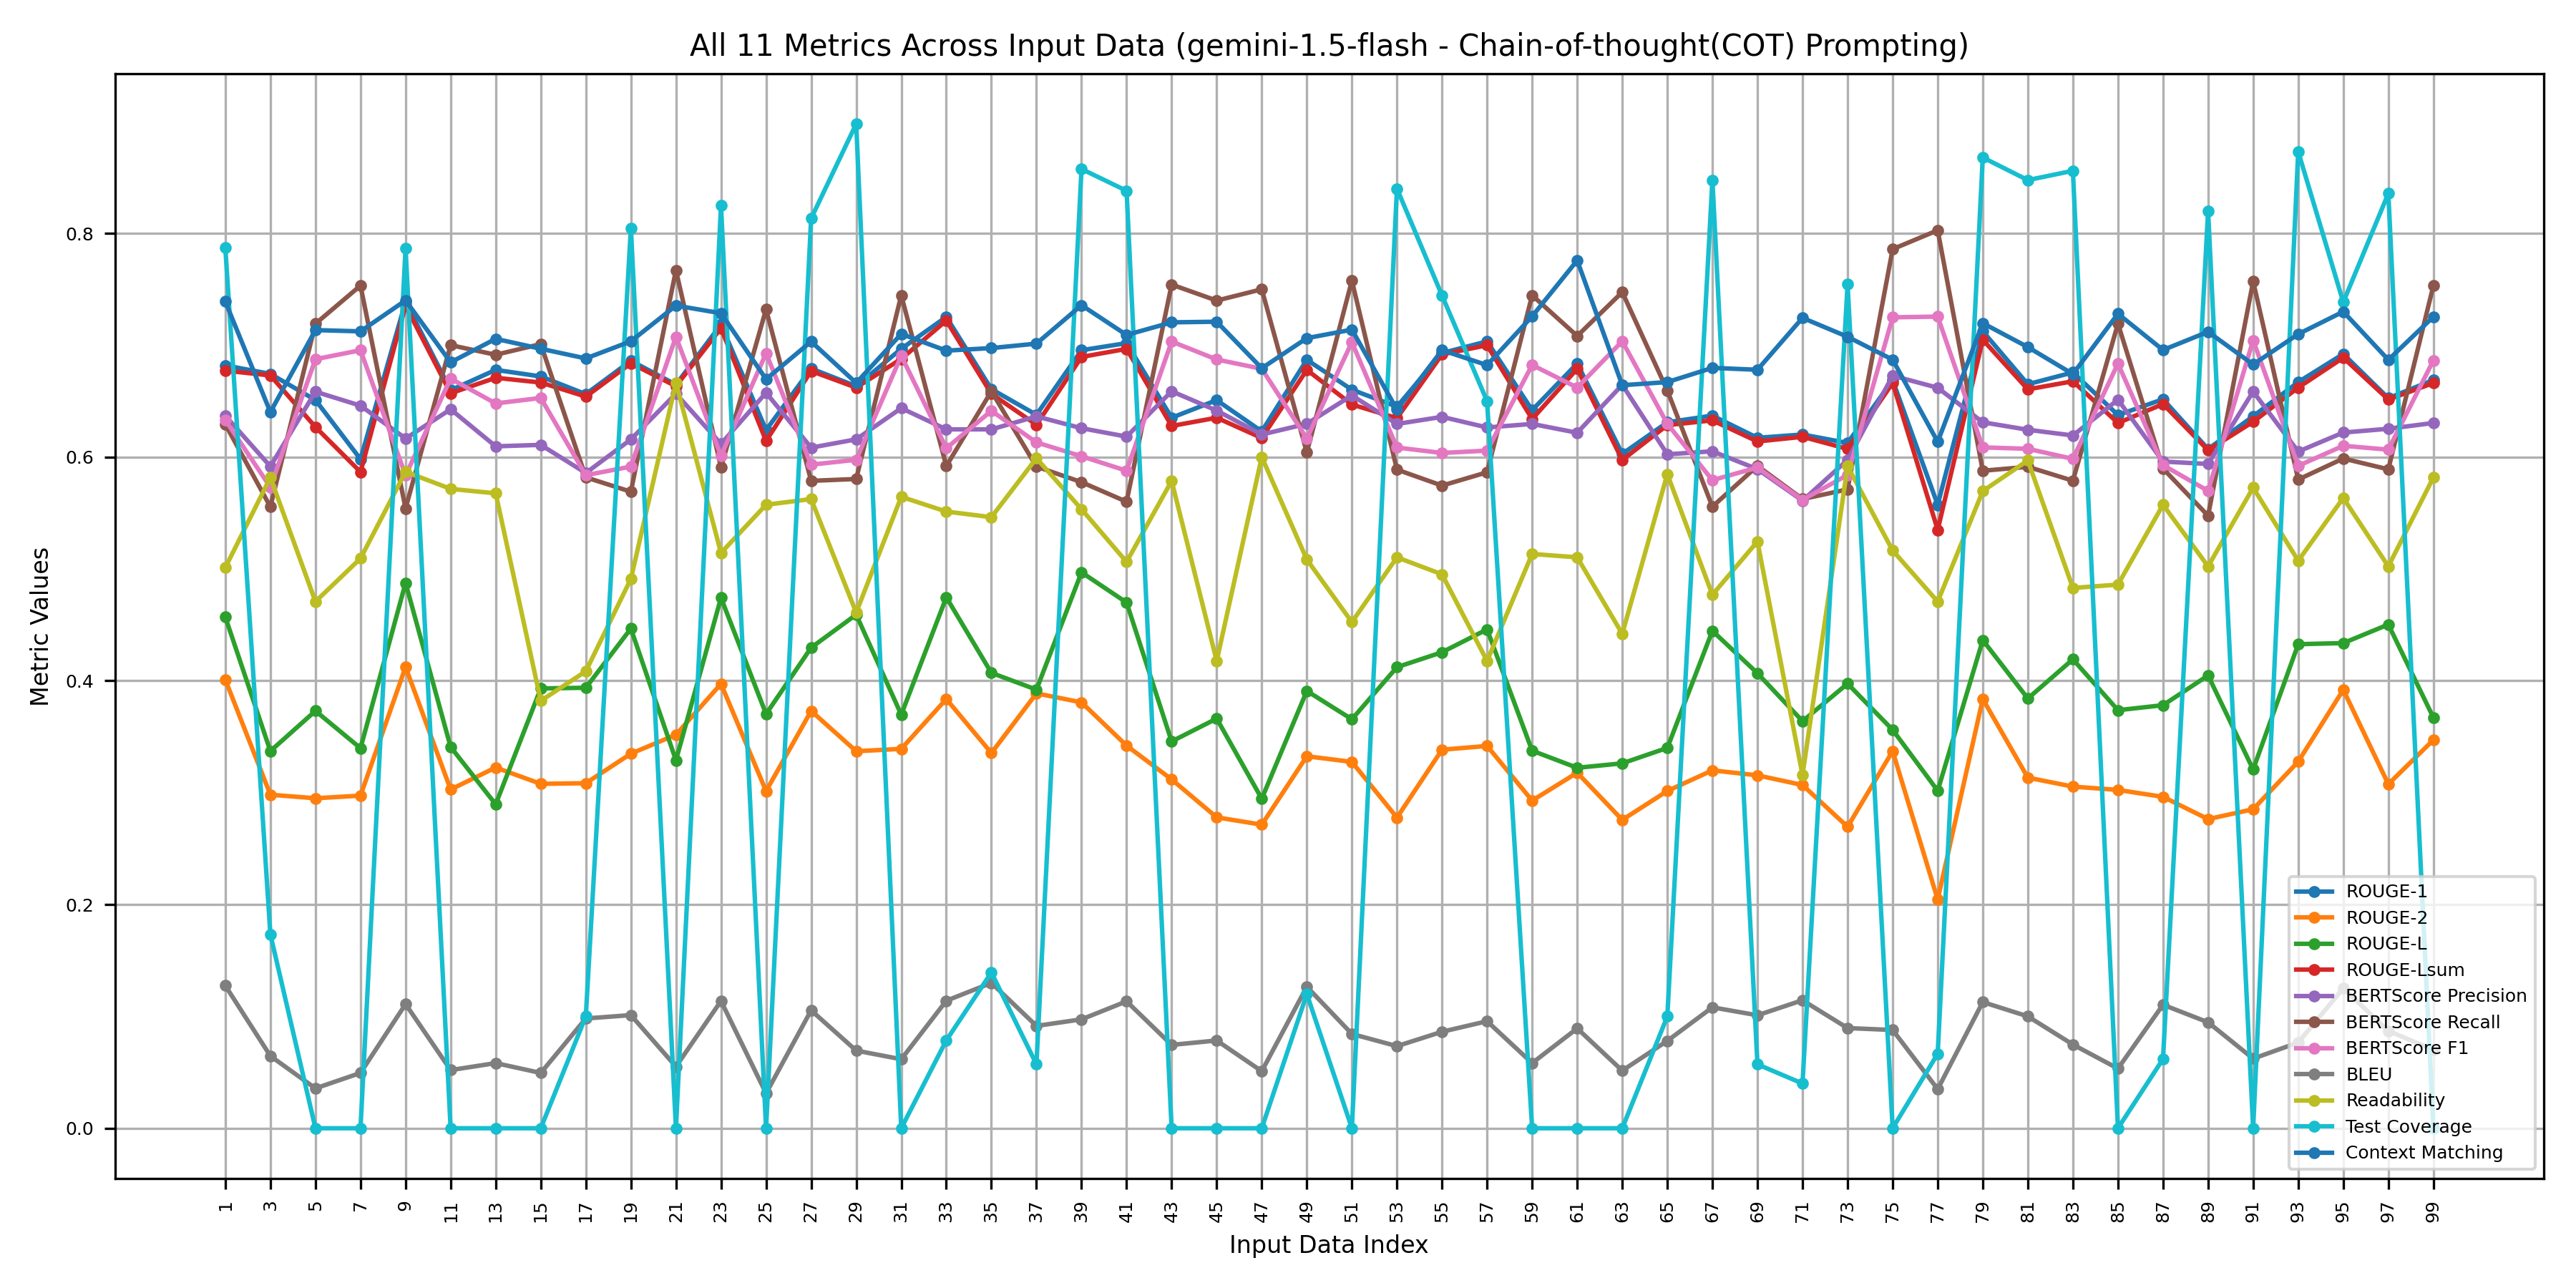 All 11 Metrics Across Input Data (gemini-1.5-flash - Chain-of-thought(COT) Prompting)
Metric Values
0.8
0.6
0.4
0.2
0.0
ROUGE-1
ROUGE-2
ROUGE-L
ROUGE-Lsum
BERTScore Precision
BERTScore Recall
BERTScore F1
BLEU
Readability
Test Coverage
Context Matching
1 3 5 7 9 11 13 15 17 19 21 23 25 27 29 31 33 35 37 39 41 43 45 47 49 51 53 55 57 59 61 63 65 67 69 71 73 75 77 79 81 83 85 87 89 91 93 95 97 99
Input Data Index